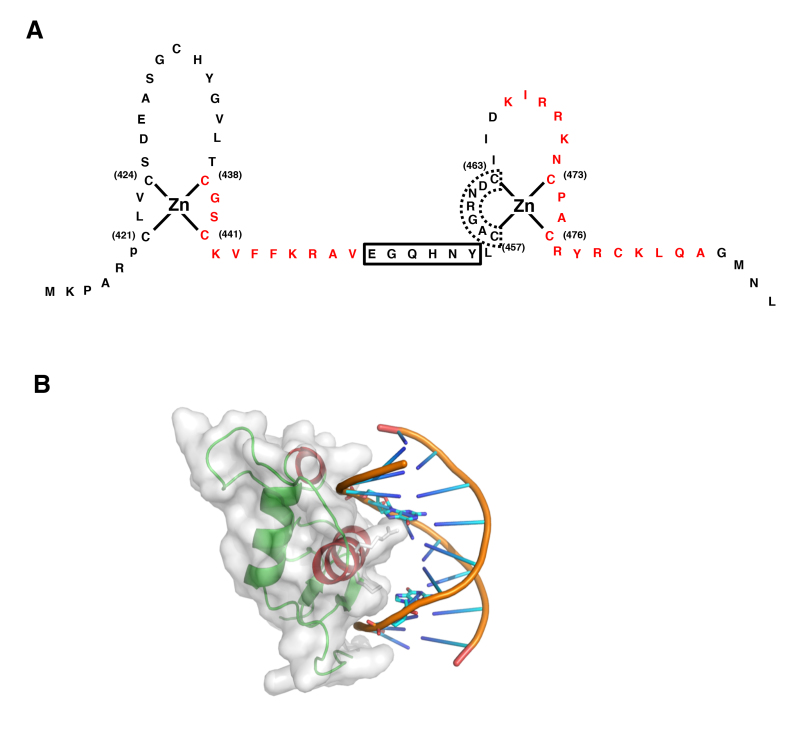 A
M K P A R p
C
(421)
L V
C
(424)
S D E A S G C H Y G V L T
C
(438)
G S
C
(441)
Zn
K V F F K R A V E G Q H N Y L
C
(457)
A G R N D
C
(463)
I I D K I R R K N
C
(473)
P A
C
(476)
Zn
R Y R C K L Q A G M N L
B